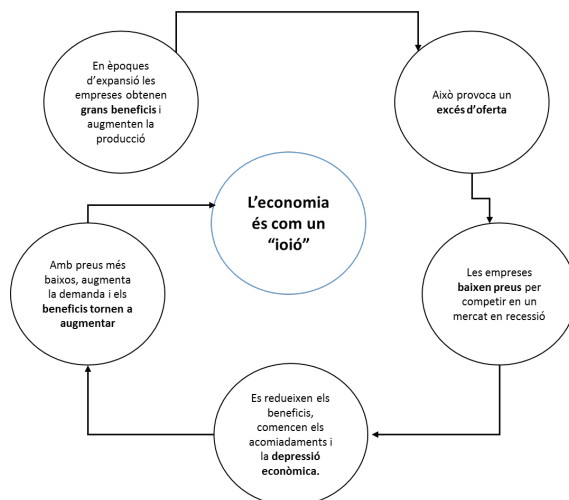 En èpoques
d'expansió les
empreses obtenen
grans beneficis i
augmenten la
producció
Això provoca un
excés d'oferta
L'economia
és com un
"ioió"
Amb preus més
baixos, augmenta
la demanda i els
beneficis tornen a
augmentar
Les empreses
baixen preus per
competir en un
mercat en recessió
Es redueixen els
beneficis,
comencen els
acomiadaments i
la depressió
econòmica.